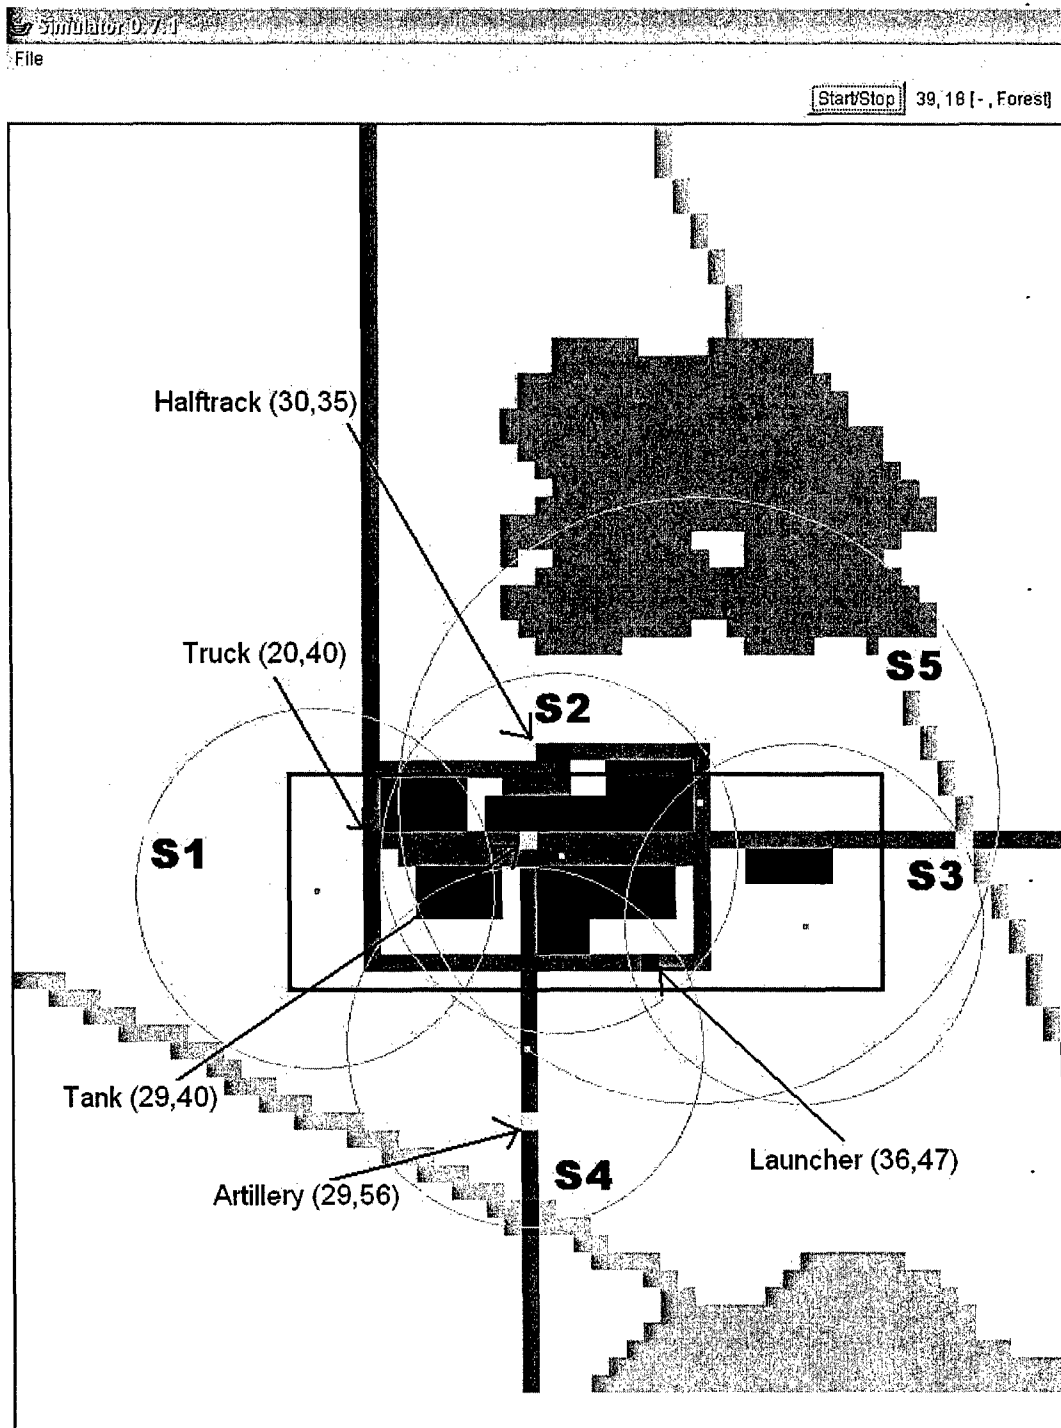 Simulator 0.7.1
File
Start/Stop 39, 18 [ - , Forest]
Halftrack (30,35)
Truck (20,40)
S2
S5
S1
S3
Tank (29,40)
Launcher (36,47)
Artillery (29,56)
S4